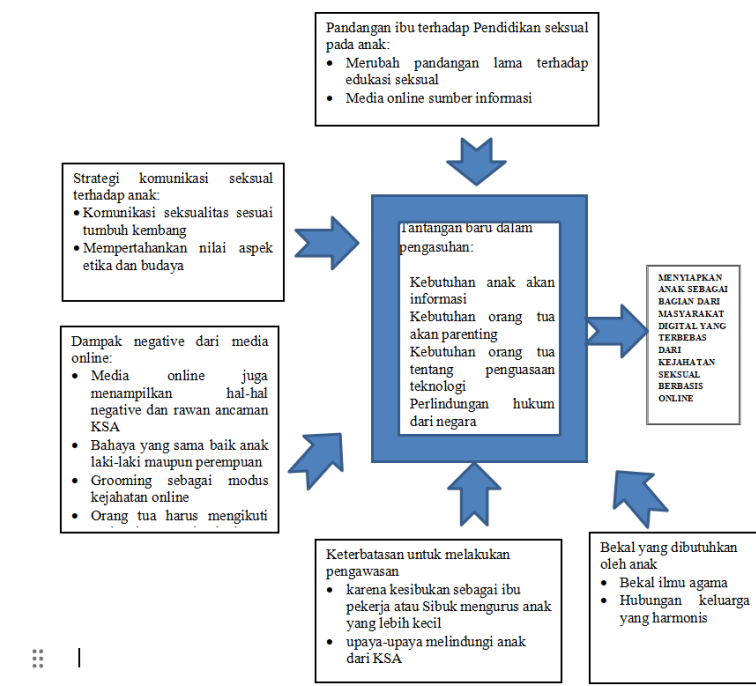 Pandangan ibu terhadap Pendidikan seksual
pada anak:
• Merubah pandangan lama terhadap
edukasi seksual
• Media online sumber informasi
Strategi komunikasi seksual
terhadap anak:
• Komunikasi seksualitas sesuai
tumbuh kembang
• Mempertahankan nilai aspek
etika dan budaya
Tantangan baru dalam
pengasuhan:
Kebutuhan anak akan
informasi
Kebutuhan orang tua
akan parenting
Kebutuhan orang tua
tentang penguasaan
teknologi
Perlindungan hukum
dari negara
MENYIAPKAN
ANAK SEBAGAI
BAGIAN DARI
MASYARAKAT
DIGITAL YANG
TERBEBAS
DARI
KEJAHATAN
SEKSUAL
BERBASIS
ONLINE
Dampak negative dari media
online:
• Media online juga
menampilkan hal-hal
negative dan rawan ancaman
KSA
• Bahaya yang sama baik anak
laki-laki maupun perempuan
• Grooming sebagai modus
kejahatan online
• Orang tua harus mengikuti
Keterbatasan untuk melakukan
pengawasan
• karena kesibukan sebagai ibu
pekerja atau Sibuk mengurus anak
yang lebih kecil
• upaya-upaya melindungi anak
dari KSA
Bekal yang dibutuhkan
oleh anak
• Bekal ilmu agama
• Hubungan keluarga
yang harmonis